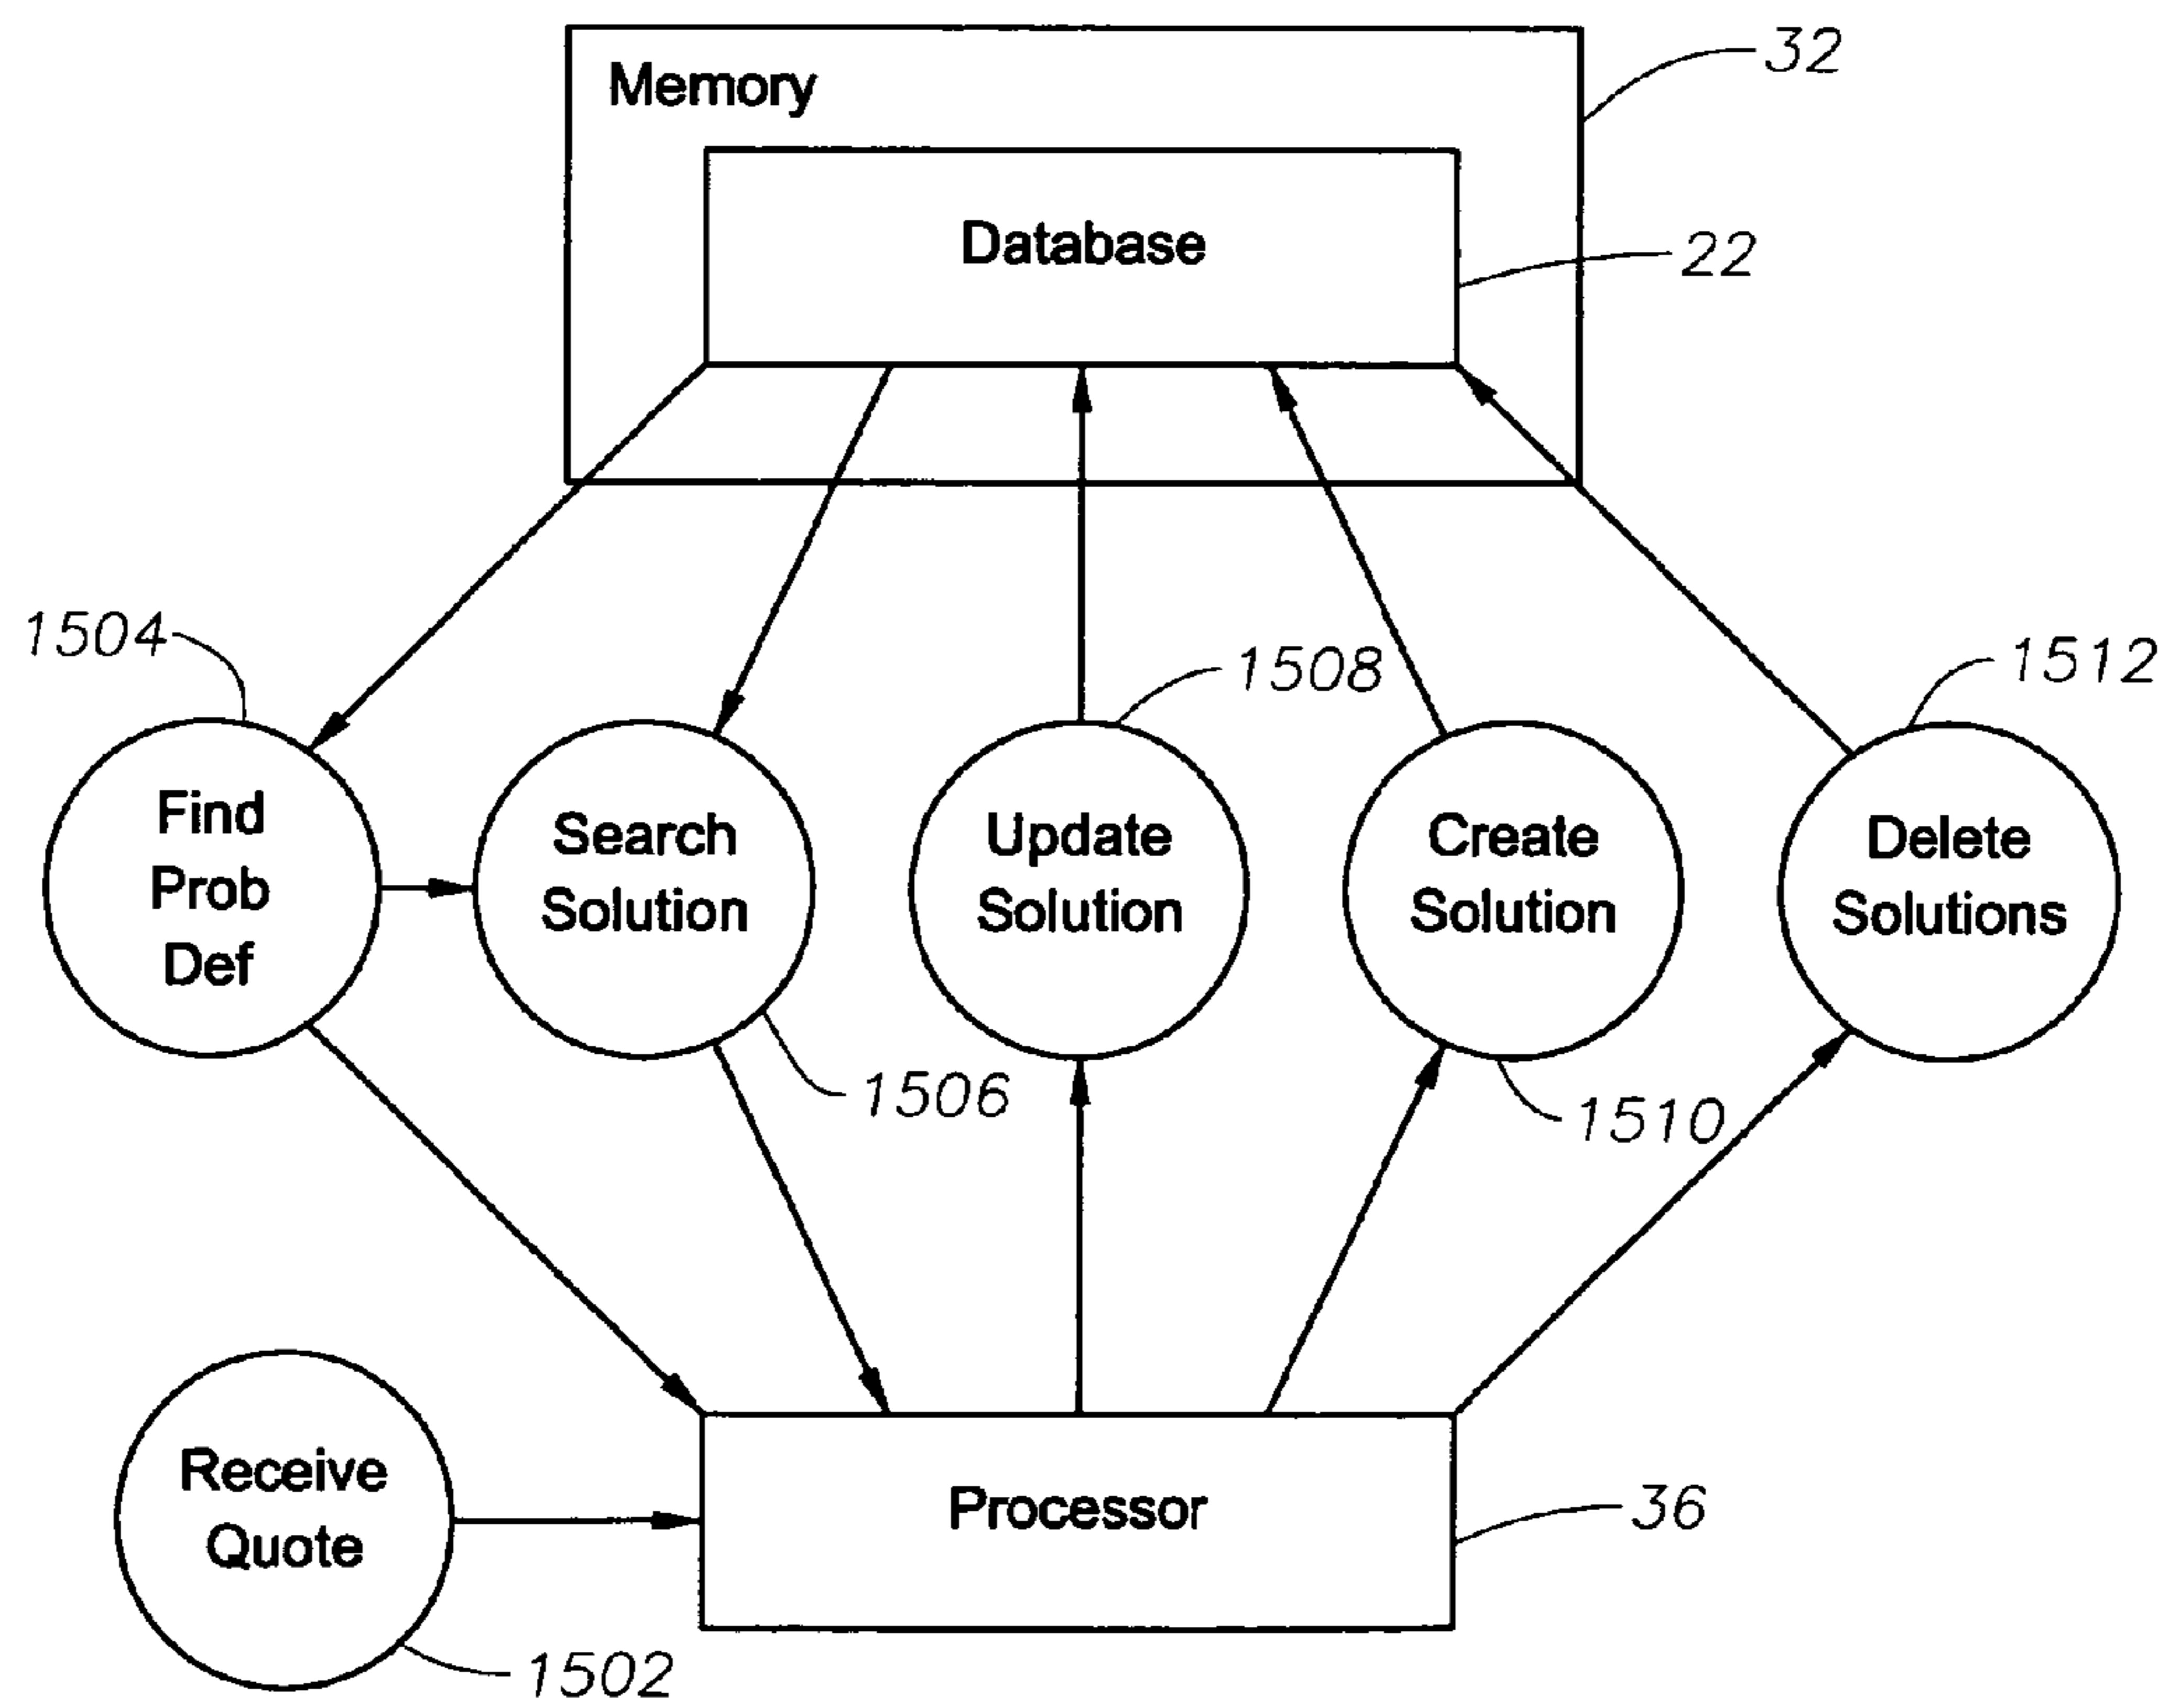 32
Memory
Database
22
1504
1508
1512
Find
Prob
Def
Search
Solution
Update
Solution
Create
Solution
Delete
Solutions
1506
1510
Receive
Quote
Processor
36
1502